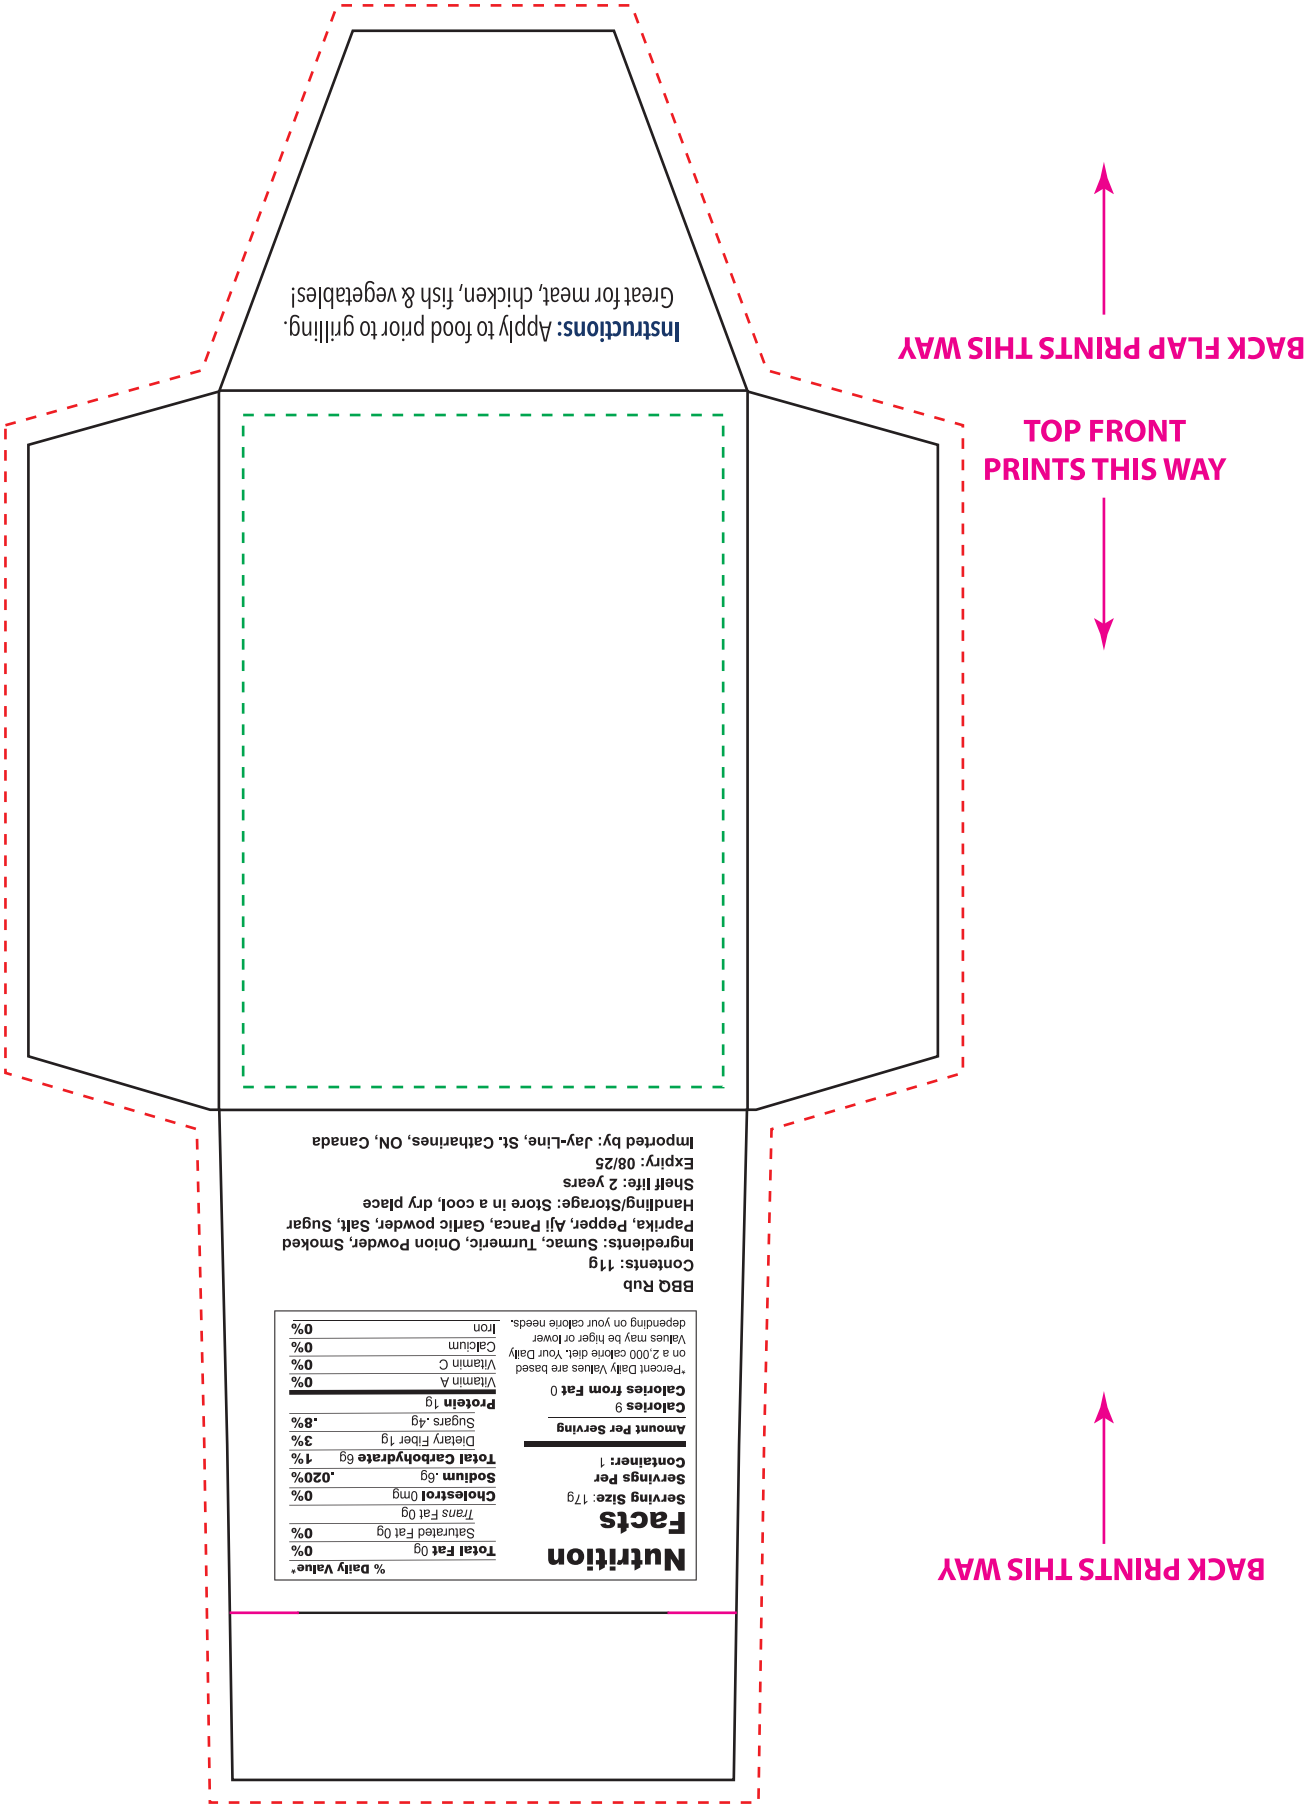 Instructions: Apply to food prior to grilling.
Great for meat, chicken, fish & vegetables!
BACK FLAP PRINTS THIS WAY
TOP FRONT
PRINTS THIS WAY
Nutrition
Facts
Serving Size: 17g
Servings Per
Container: 1
Amount Per Serving
Calories 9
Calories from Fat 0
*Percent Daily Values are based
on a 2,000 calorie diet. Your Daily
Values may be higer or lower
depending on your calorie needs.
% Daily Value*
Total Fat 0g 0%
Saturated Fat 0g 0%
Trans Fat 0g
Cholestrol 0mg 0%
Sodium .6g .020%
Total Carbohydrate 6g 1%
Dietary Fiber 1g 3%
Sugars .4g .8%
Protein 1g
Vitamin A 0%
Vitamin C 0%
Calcium 0%
Iron 0%
BBQ Rub
Contents: 11g
Ingredients: Sumac, Turmeric, Onion Powder, Smoked
Paprika, Pepper, Aji Panca, Garlic powder, Salt, Sugar
Handling/Storage: Store in a cool, dry place
Shelf life: 2 years
Expiry: 08/25
Imported by: Jay-Line, St. Catharines, ON, Canada
BACK PRINTS THIS WAY